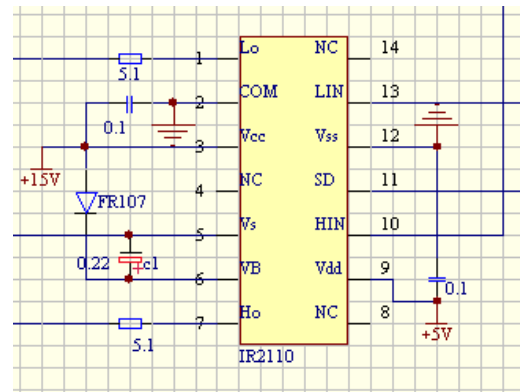 1 Lo NC 14
5.1
2 COM LIN 13
0.1
3 Vcc Vss 12
+15V
4 NC SD 11
FR107
5 Vs HIN 10
0.22 +c1
6 VB Vdd 9
0.1
7 Ho NC 8
+5V
5.1
IR2110